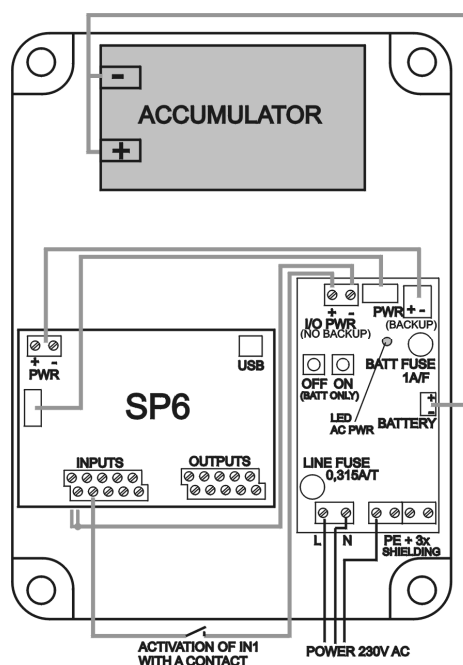 -
ACCUMULATOR
+
+ -
I/O PWR
(NO BACKUP)
PWR
+ -
(BACKUP)
+ -
PWR
USB
SP6
OFF ON
(BATT ONLY)
BATT FUSE
1A/F
LED
AC PWR
+
-
BATTERY
INPUTS
OUTPUTS
LINE FUSE
0,315A/T
L N
PE + 3x
SHIELDING
ACTIVATION OF IN1
WITH A CONTACT
POWER 230V AC